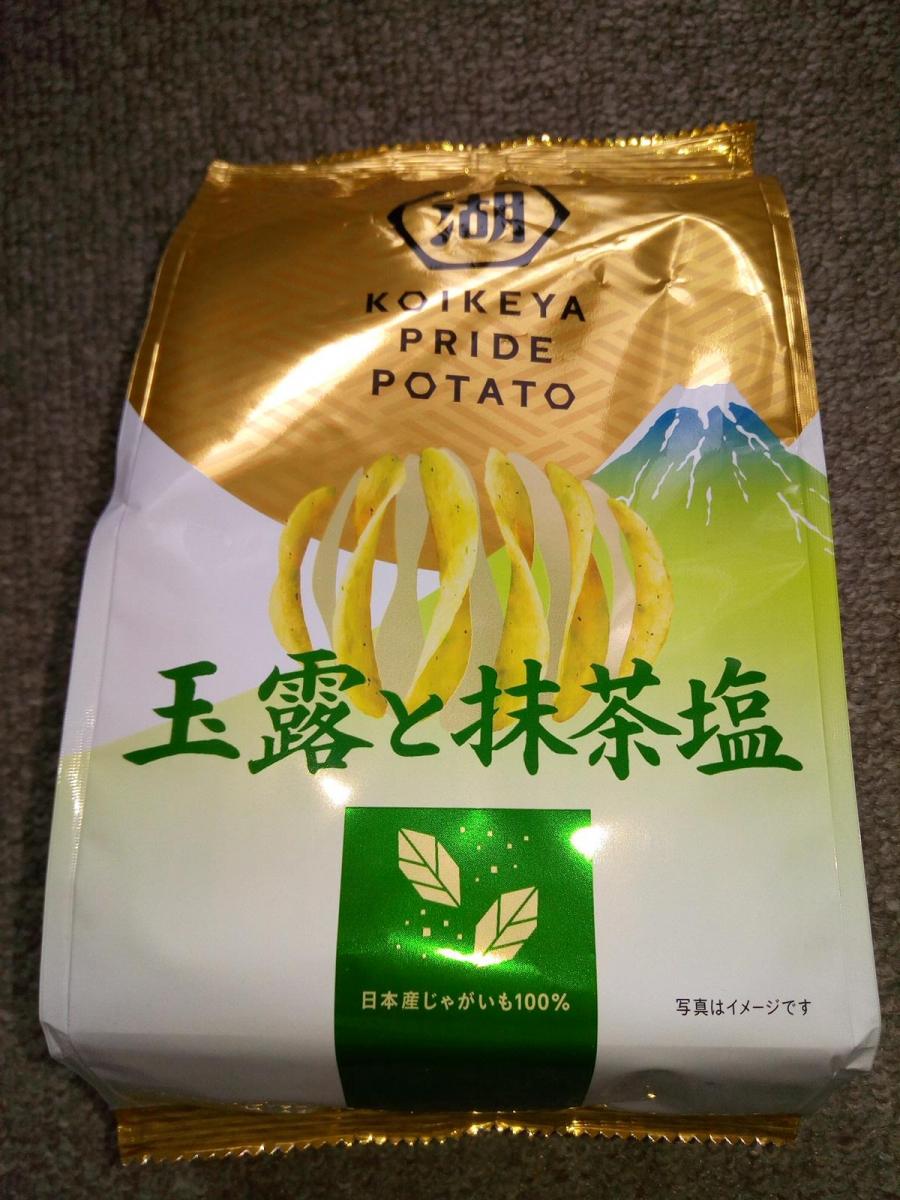 湖
KOIKEYA
PRIDE
POTATO
玉露と抹茶塩
日本産じゃがいも100%
写真はイメージです